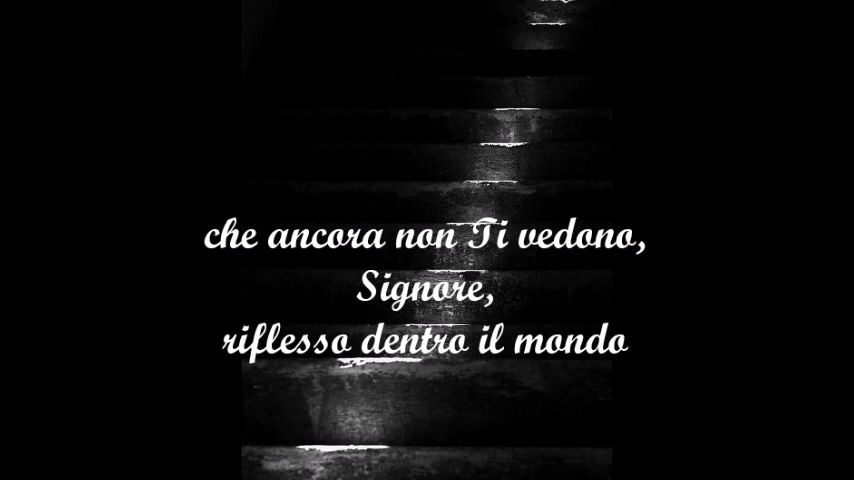 che ancora non Ti vedono,
Signore,
riflesso dentro il mondo